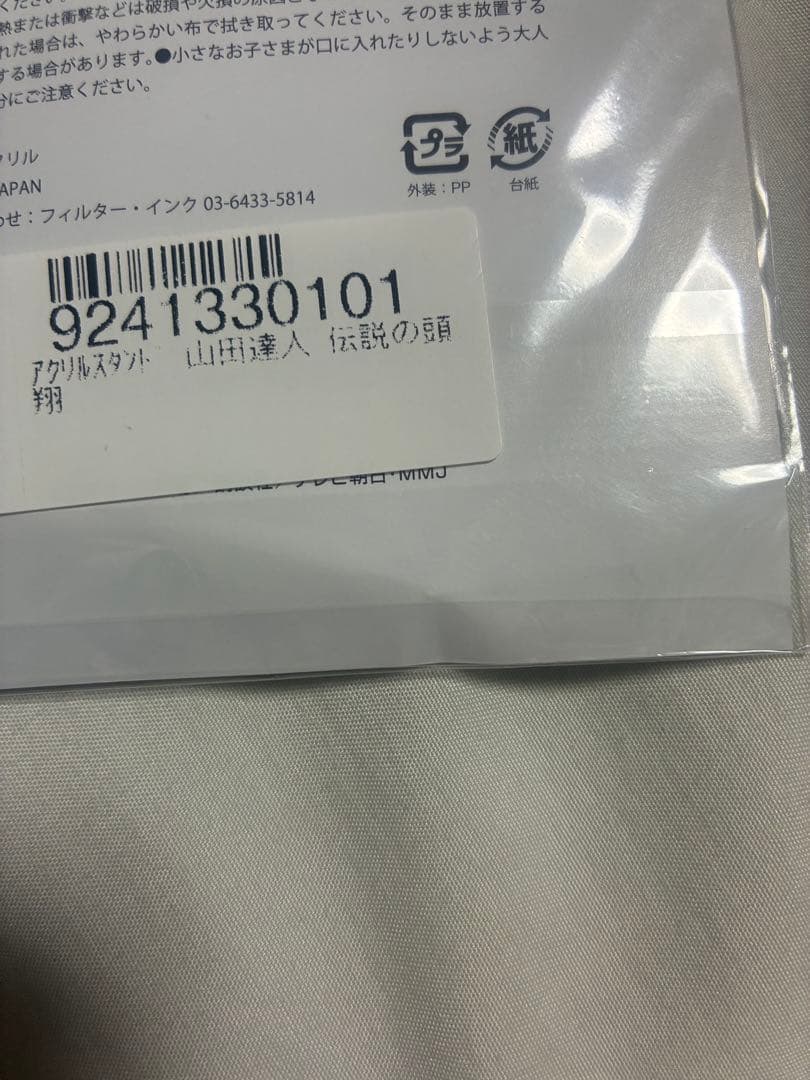 ください。
熱または衝撃などは破損や欠損の原因と
れた場合は、やわらかい布で拭き取ってください。そのまま放置する
する場合があります。●小さなお子さまが口に入れたりしないよう大人
分にご注意ください。
クリル
JAPAN
わせ：フィルター・インク 03-6433-5814
プラ
外装：PP
紙
台紙
9241330101
アクリルスタンド 山田達人 伝説の頭
翔
テレビ朝日・MMJ